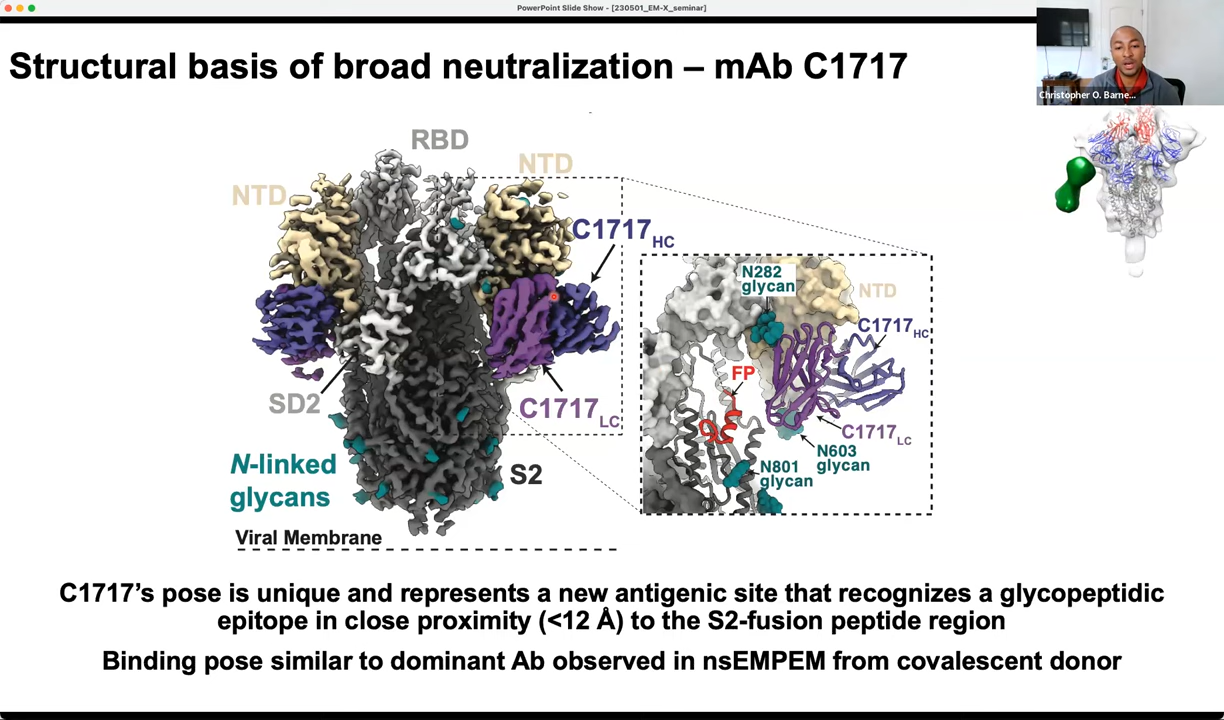 PowerPoint Slide Show - [230501_EM-X_seminar]
Structural basis of broad neutralization – mAb C1717
Christopher O. Barne...
RBD
NTD
NTD
C1717HC
SD2
C1717LC
N-linked
glycans
S2
Viral Membrane
N282
glycan
NTD
C1717HC
FP
C1717LC
N603
glycan
N801
glycan
C1717’s pose is unique and represents a new antigenic site that recognizes a glycopeptidic
epitope in close proximity (<12 Å) to the S2-fusion peptide region
Binding pose similar to dominant Ab observed in nsEMPEM from covalescent donor